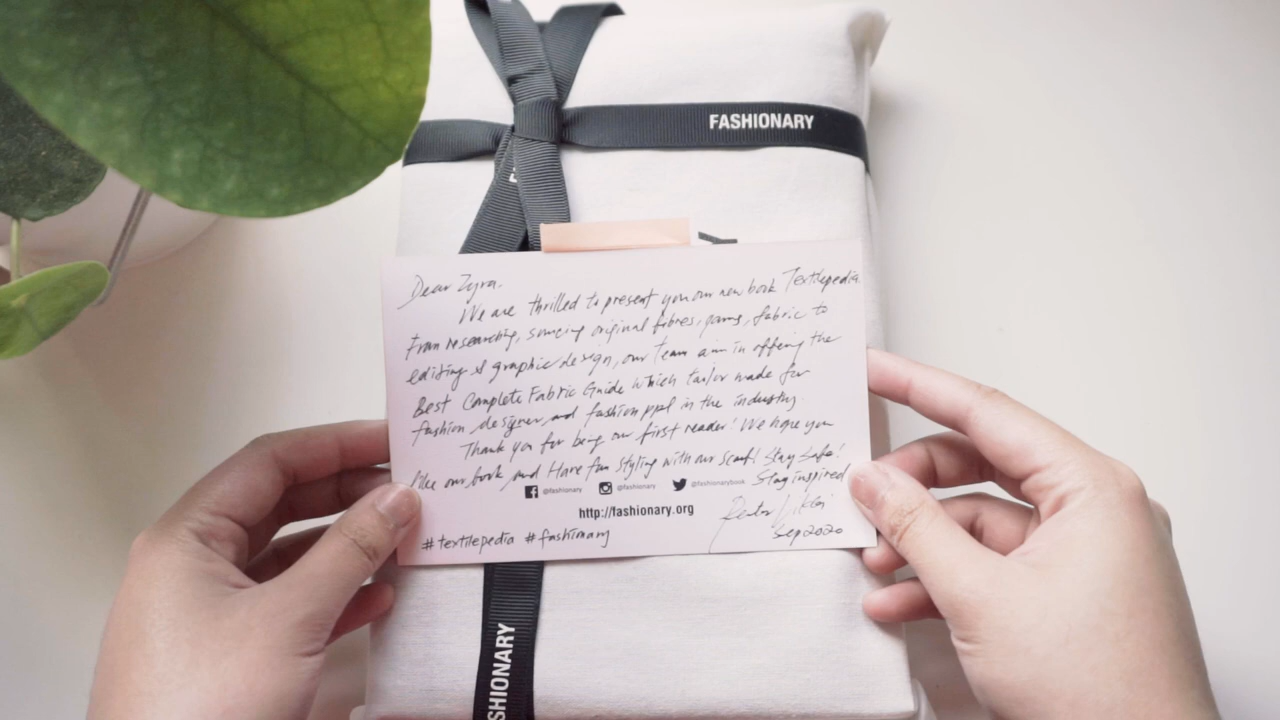 FASHIONARY
Dear Zyra.
We are thrilled to present you our new book Textilepedia.
From researching, sourcing original fibres, yarns, fabric to
editing & graphic design, our team aim in offering the
Best Complete Fabric Guide which tailor made for
fashion designer and fashion ppl in the industry.
Thank you for being our first reader! We hope you
like our book and Have fun styling with our scarf! Stay Safe!
Stay inspired
@fashionary @fashionary @fashionarybook
http://fashionary.org
Sep 2020
#textilepedia #fashionary
SHIONARY